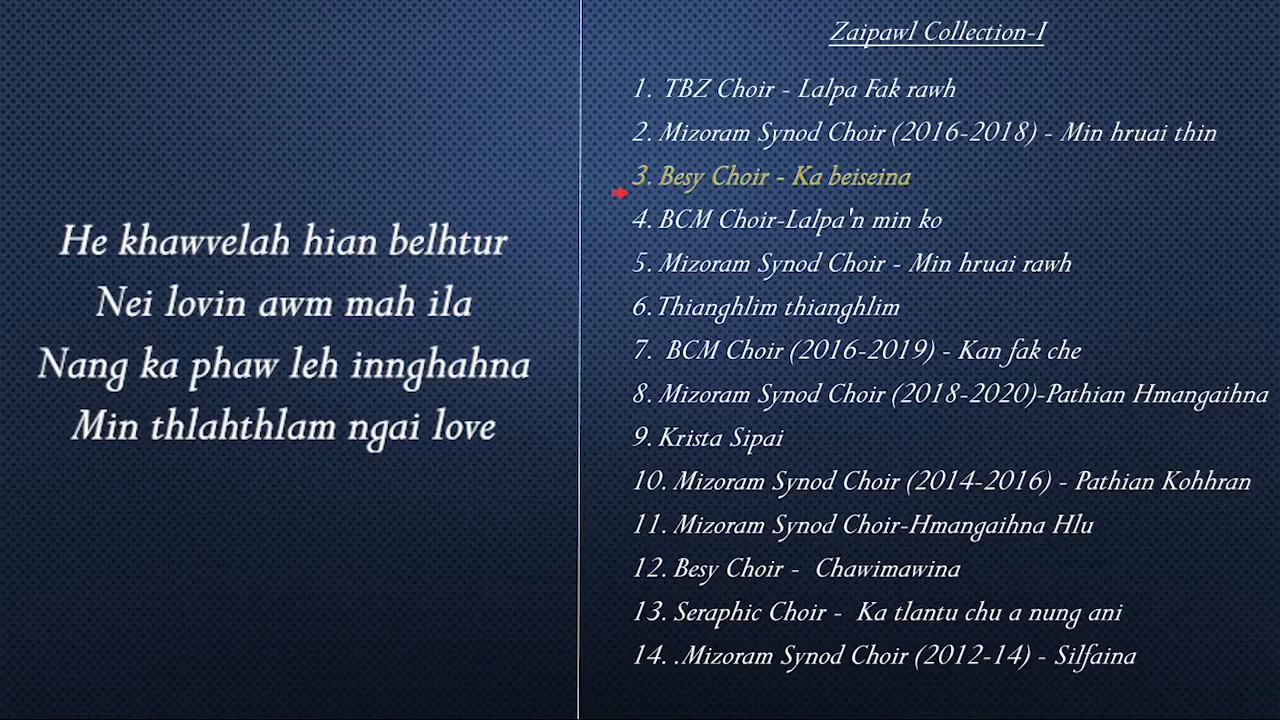 He khawvelah hian belhtur
Nei lovin awm mah ila
Nang ka phaw leh innghahna
Min thlahthlam ngai love
Zaipawl Collection-I
1. TBZ Choir - Lalpa Fak rawh
2. Mizoram Synod Choir (2016-2018) - Min hruai thin
3. Besy Choir - Ka beiseina
4. BCM Choir-Lalpa'n min ko
5. Mizoram Synod Choir - Min hruai rawh
6. Thianghlim thianghlim
7. BCM Choir (2016-2019) - Kan fak che
8. Mizoram Synod Choir (2018-2020)-Pathian Hmangaihna
9. Krista Sipai
10. Mizoram Synod Choir (2014-2016) - Pathian Kohhran
11. Mizoram Synod Choir-Hmangaihna Hlu
12. Besy Choir - Chawimawina
13. Seraphic Choir - Ka tlantu chu a nung ani
14. .Mizoram Synod Choir (2012-14) - Silfaina